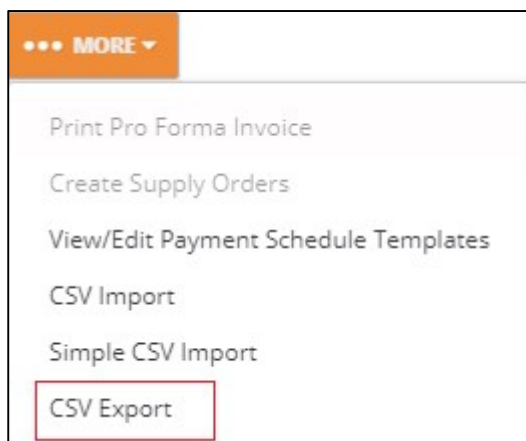 ••• MORE
Print Pro Forma Invoice
Create Supply Orders
View/Edit Payment Schedule Templates
CSV Import
Simple CSV Import
CSV Export